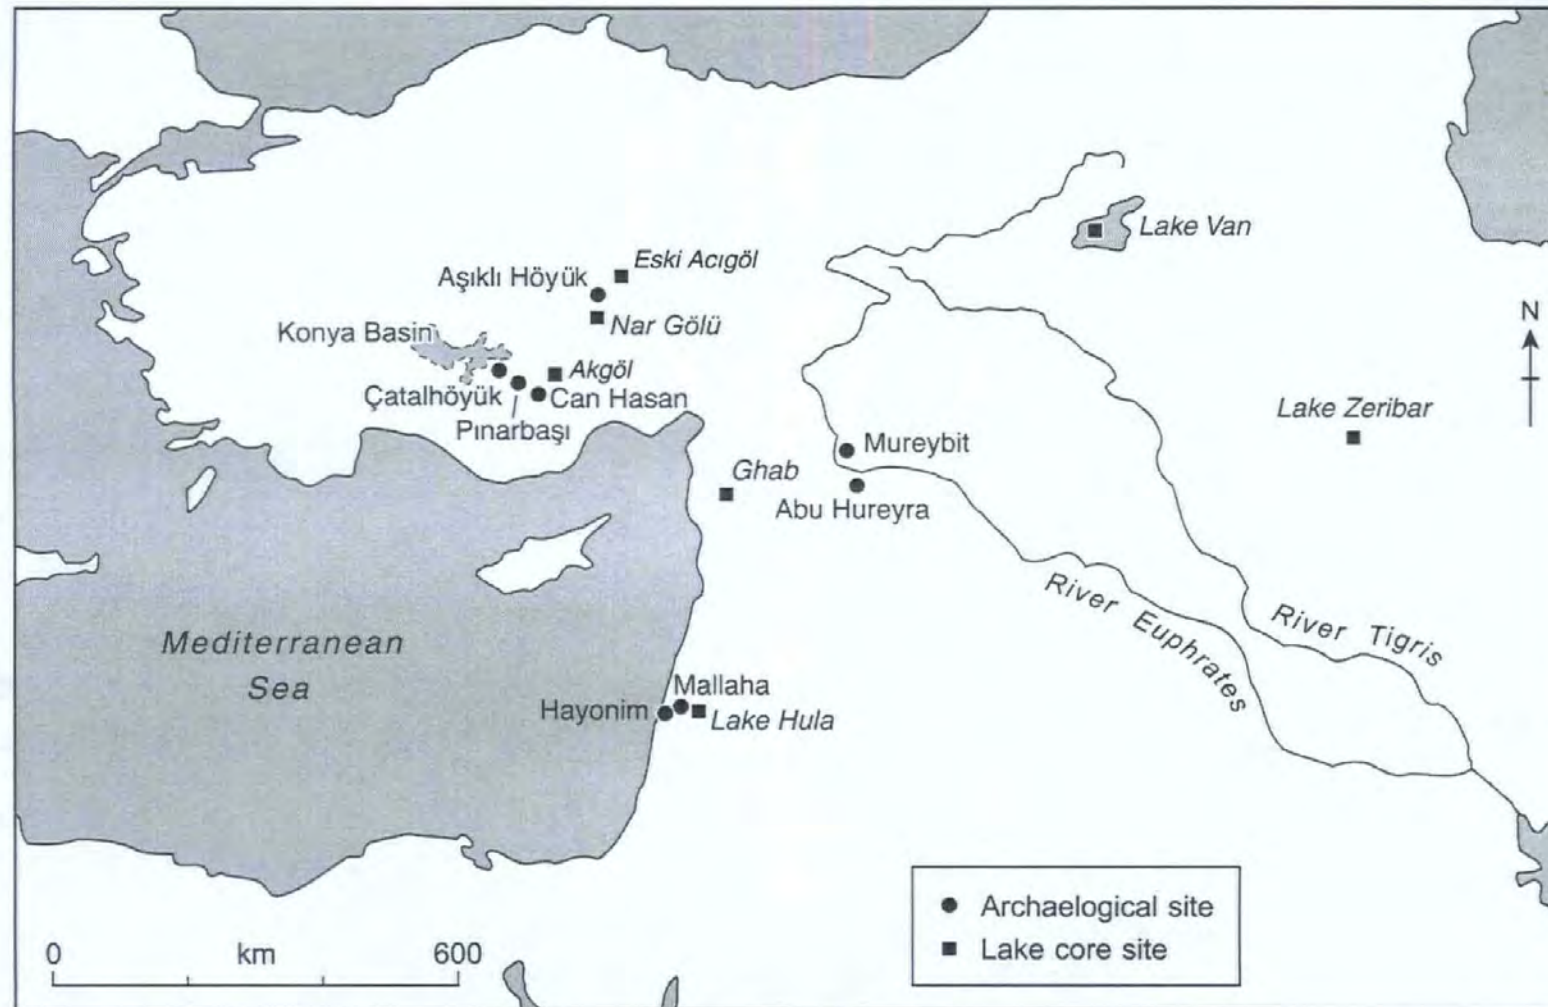 Lake Van
Eski Acıgöl
Aşıklı Höyük
Nar Gölü
Konya Basin
Akgöl
Çatalhöyük
Can Hasan
Pınarbaşı
N
Lake Zeribar
Mureybit
Ghab
Abu Hureyra
River Euphrates
River Tigris
Mediterranean
Sea
Mallaha
Hayonim
Lake Hula
Archaelogical site
Lake core site
0 km 600